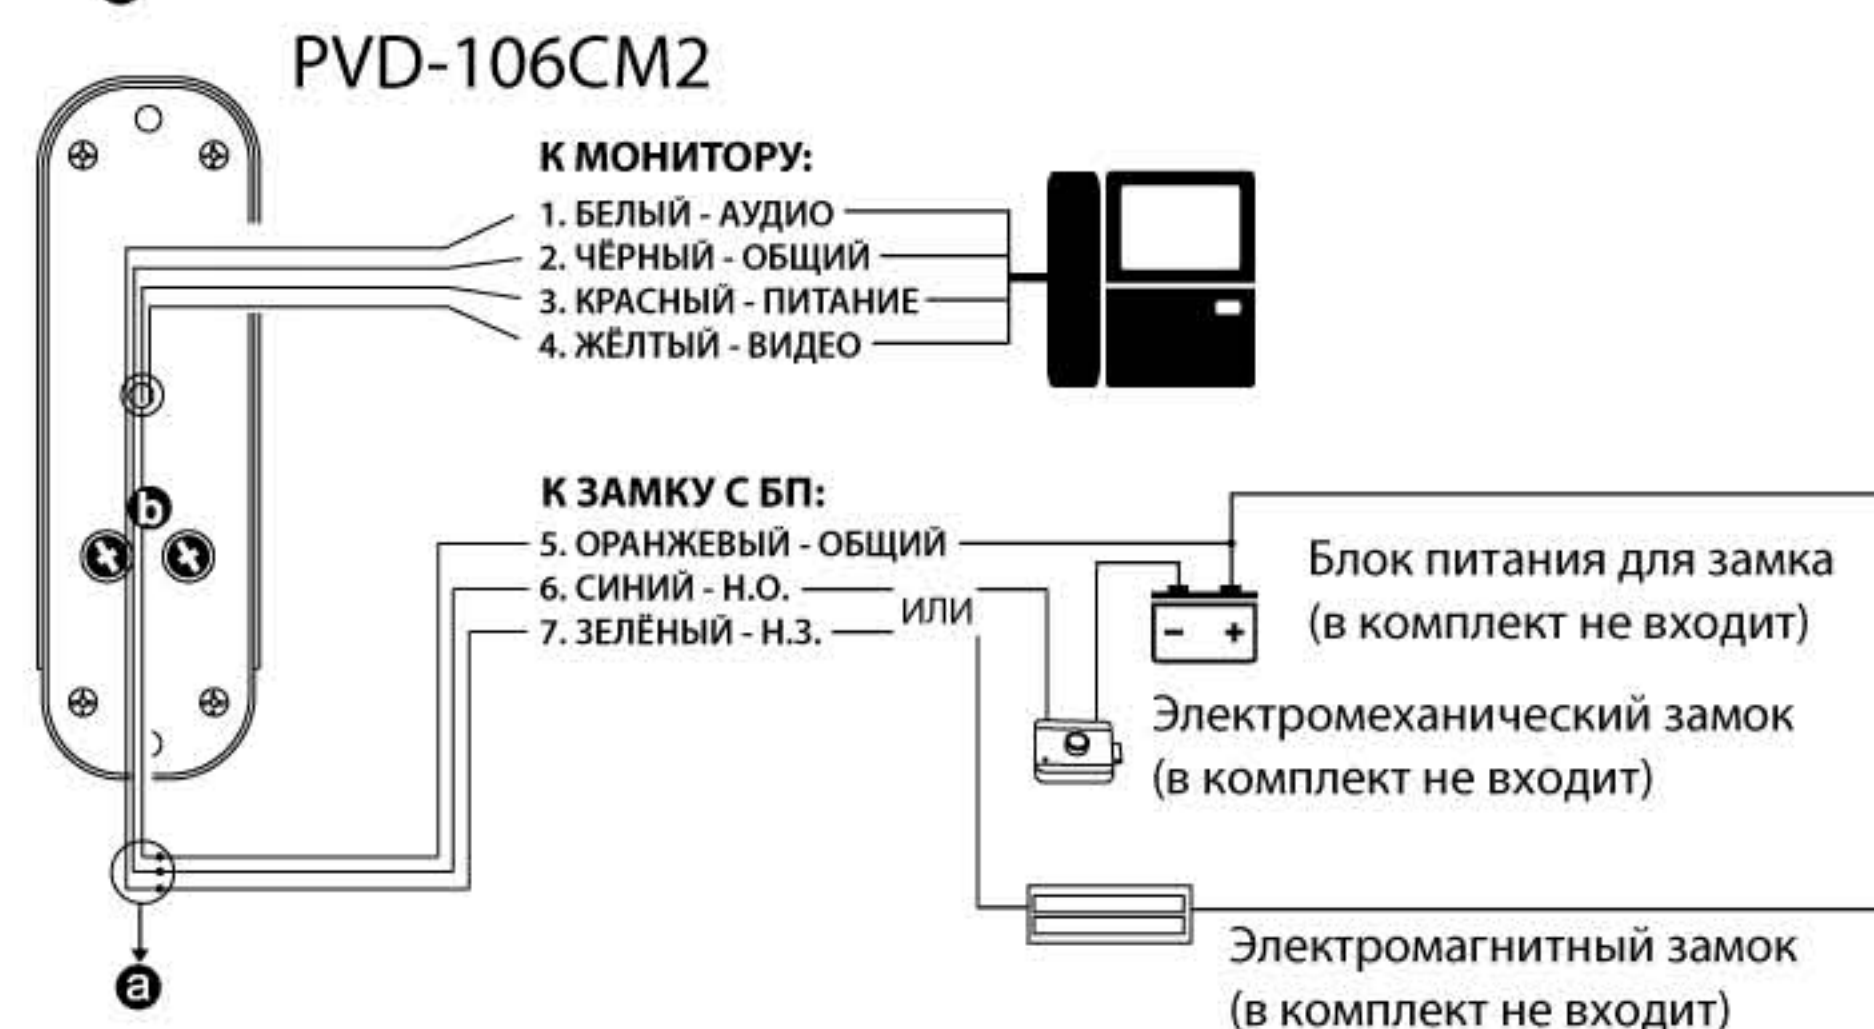 PVD-106CM2
К МОНИТОРУ:
1. БЕЛЫЙ - АУДИО
2. ЧЁРНЫЙ - ОБЩИЙ
3. КРАСНЫЙ - ПИТАНИЕ
4. ЖЁЛТЫЙ - ВИДЕО
b
К ЗАМКУ С БП:
5. ОРАНЖЕВЫЙ - ОБЩИЙ
6. СИНИЙ - Н.О.
ИЛИ
7. ЗЕЛЁНЫЙ - Н.З.
- +
Блок питания для замка
(в комплект не входит)
Электромеханический замок
(в комплект не входит)
Электромагнитный замок
(в комплект не входит)
a